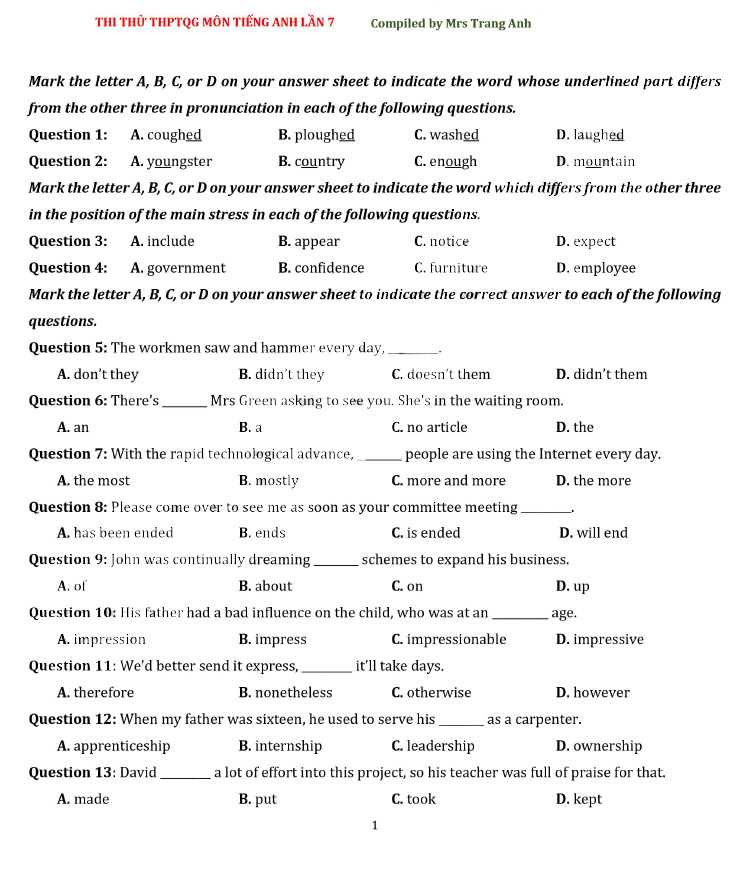 THI THỬ THPTQG MÔN TIẾNG ANH LẦN 7 Compiled by Mrs Trang Anh
Mark the letter A, B, C, or D on your answer sheet to indicate the word whose underlined part differs
from the other three in pronunciation in each of the following questions.
Question 1: A. coughed B. ploughed C. washed D. laughed
Question 2: A. youngster B. country C. enough D. mountain
Mark the letter A, B, C, or D on your answer sheet to indicate the word which differs from the other three
in the position of the main stress in each of the following questions.
Question 3: A. include B. appear C. notice D. expect
Question 4: A. government B. confidence C. furniture D. employee
Mark the letter A, B, C, or D on your answer sheet to indicate the correct answer to each of the following
questions.
Question 5: The workmen saw and hammer every day, ________.
A. don't they B. didn't they C. doesn't them D. didn't them
Question 6: There's _______ Mrs Green asking to see you. She's in the waiting room.
A. an B. a C. no article D. the
Question 7: With the rapid technological advance, _______ people are using the Internet every day.
A. the most B. mostly C. more and more D. the more
Question 8: Please come over to see me as soon as your committee meeting ________.
A. has been ended B. ends C. is ended D. will end
Question 9: John was continually dreaming _______ schemes to expand his business.
A. of B. about C. on D. up
Question 10: His father had a bad influence on the child, who was at an _________ age.
A. impression B. impress C. impressionable D. impressive
Question 11: We'd better send it express, ________ it'll take days.
A. therefore B. nonetheless C. otherwise D. however
Question 12: When my father was sixteen, he used to serve his _______ as a carpenter.
A. apprenticeship B. internship C. leadership D. ownership
Question 13: David ________ a lot of effort into this project, so his teacher was full of praise for that.
A. made B. put C. took D. kept
1